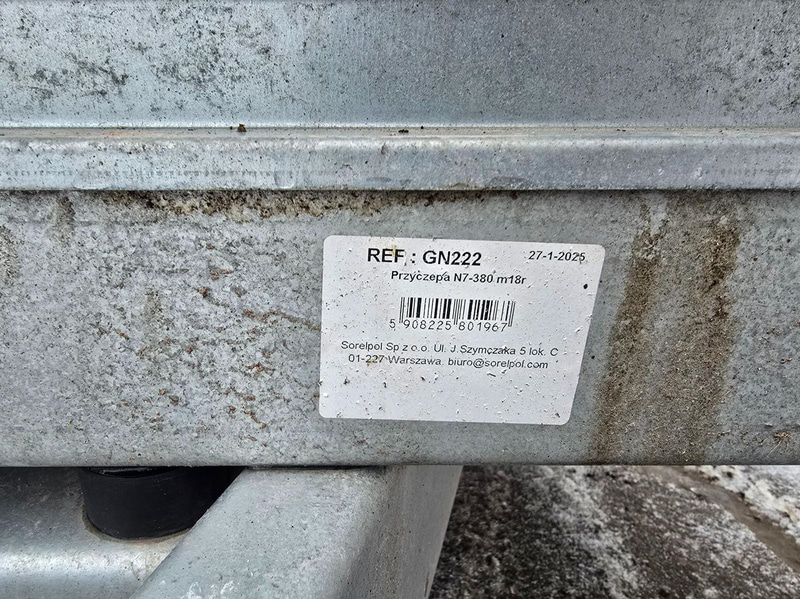 REF : GN222 27-1-2025
Przyczepa N7-380 m18r
5 908225 801967
Sorelpol Sp z o.o. Ul. J.Szymczaka 5 lok. C
01-227 Warszawa. biuro@sorelpol.com